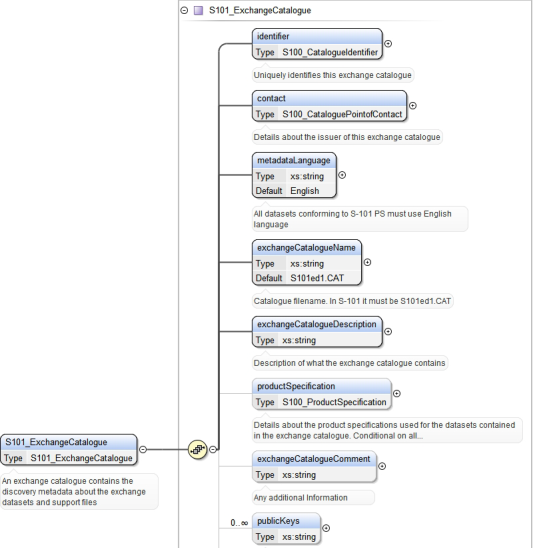 S101_ExchangeCatalogue
identifier
Type S100_CatalogueIdentifier
Uniquely identifies this exchange catalogue
contact
Type S100_CataloguePointofContact
Details about the issuer of this exchange catalogue
metadataLanguage
Type xs:string
Default English
All datasets conforming to S-101 PS must use English
language
exchangeCatalogueName
Type xs:string
Default S101ed1.CAT
Catalogue filename. In S-101 it must be S101ed1.CAT
exchangeCatalogueDescription
Type xs:string
Description of what the exchange catalogue contains
productSpecification
Type S100_ProductSpecification
Details about the product specifications used for the datasets contained
in the exchange catalogue. Conditional on all...
S101_ExchangeCatalogue
Type S101_ExchangeCatalogue
An exchange catalogue contains the
discovery metadata about the exchange
datasets and support files
exchangeCatalogueComment
Type xs:string
Any additional Information
0..∞ publicKeys
Type xs:string